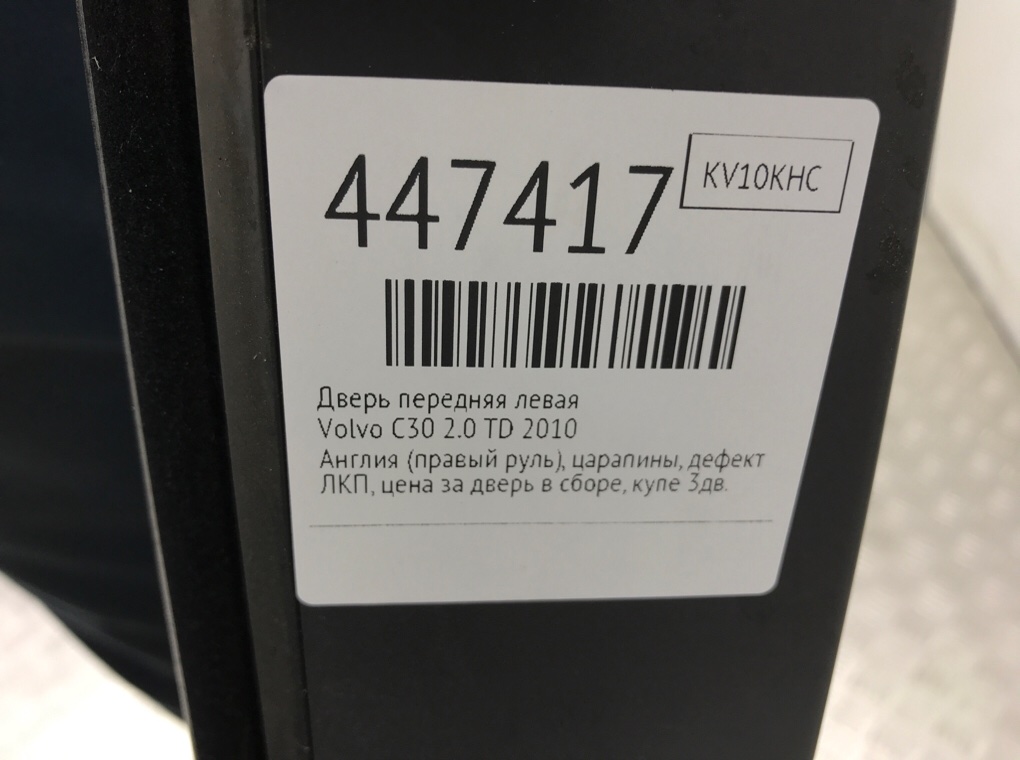 447417
KV10KHC
Дверь передняя левая
Volvo C30 2.0 TD 2010
Англия (правый руль), царапины, дефект
ЛКП, цена за дверь в сборе, купе 3дв.